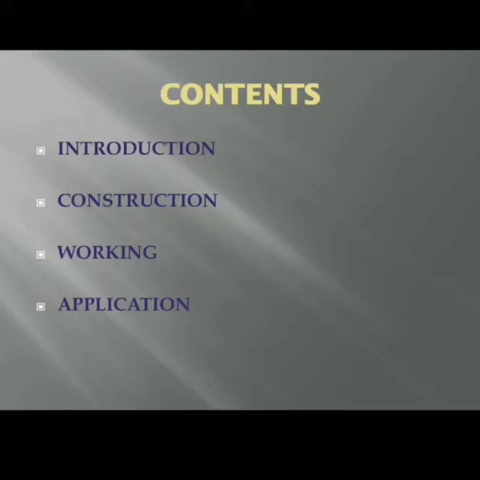 CONTENTS
INTRODUCTION
CONSTRUCTION
WORKING
APPLICATION